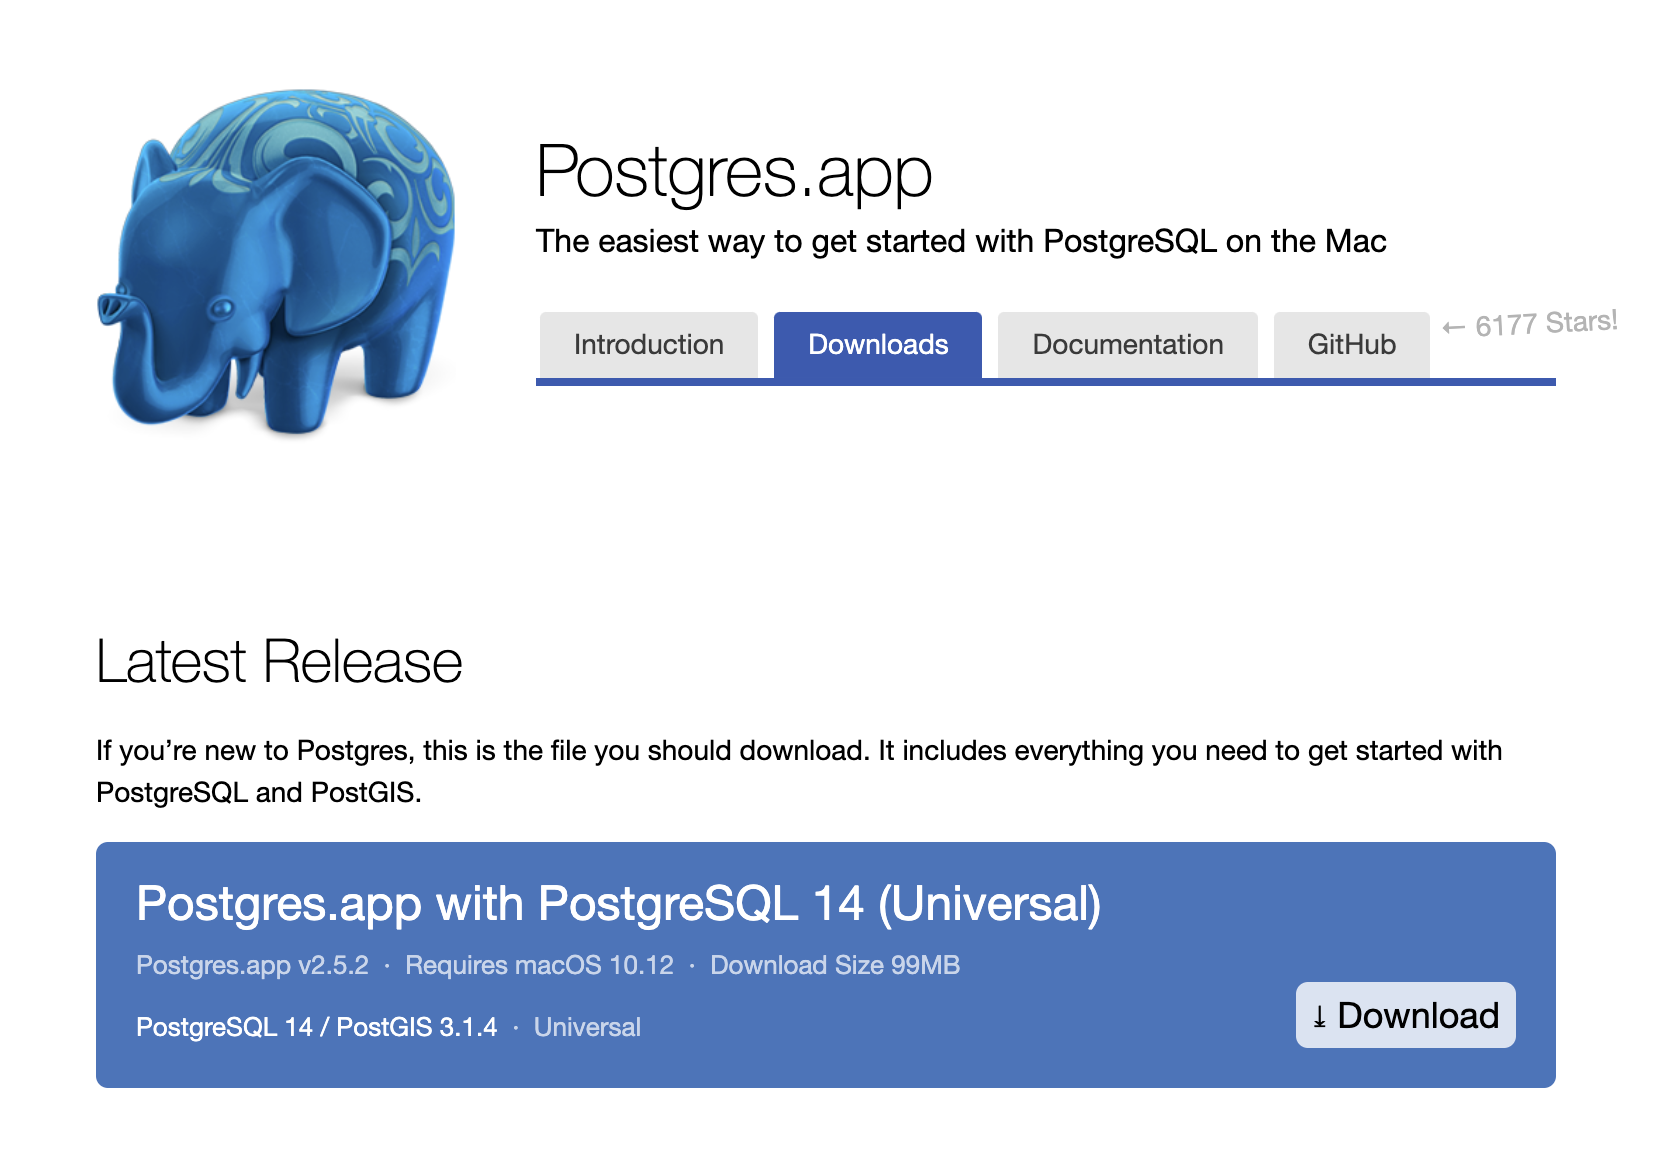 Postgres.app
The easiest way to get started with PostgreSQL on the Mac
Introduction
Downloads
Documentation
GitHub
← 6177 Stars!
Latest Release
If you’re new to Postgres, this is the file you should download. It includes everything you need to get started with
PostgreSQL and PostGIS.
Postgres.app with PostgreSQL 14 (Universal)
Postgres.app v2.5.2 · Requires macOS 10.12 · Download Size 99MB
PostgreSQL 14 / PostGIS 3.1.4 · Universal
⤓ Download